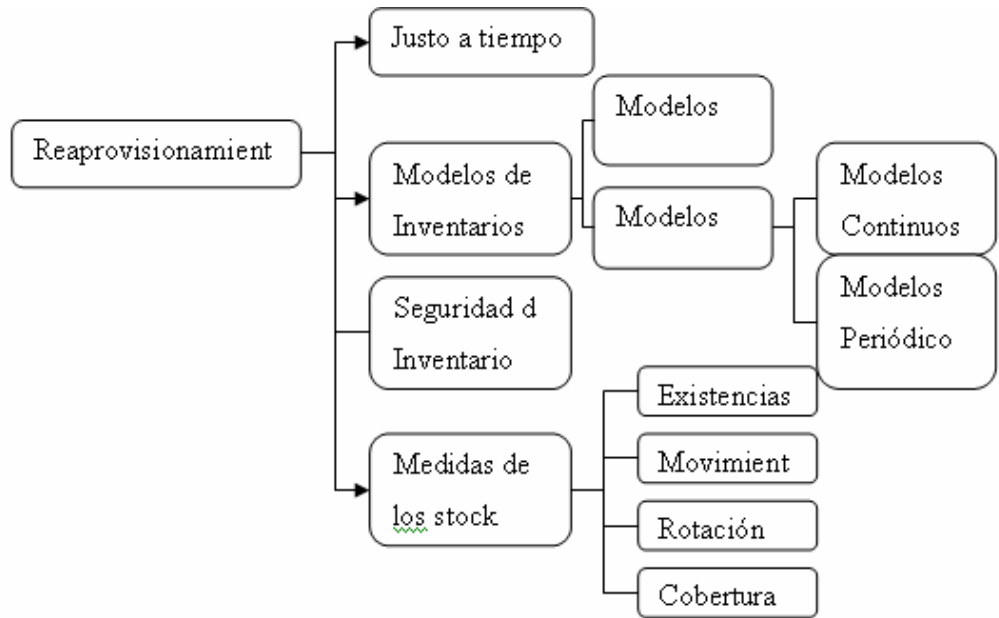 Reaprovisionamient
Justo a tiempo
Modelos de
Inventarios
Modelos
Modelos
Modelos
Continuos
Modelos
Periódico
Seguridad d
Inventario
Medidas de
los stock
Existencias
Movimient
Rotación
Cobertura